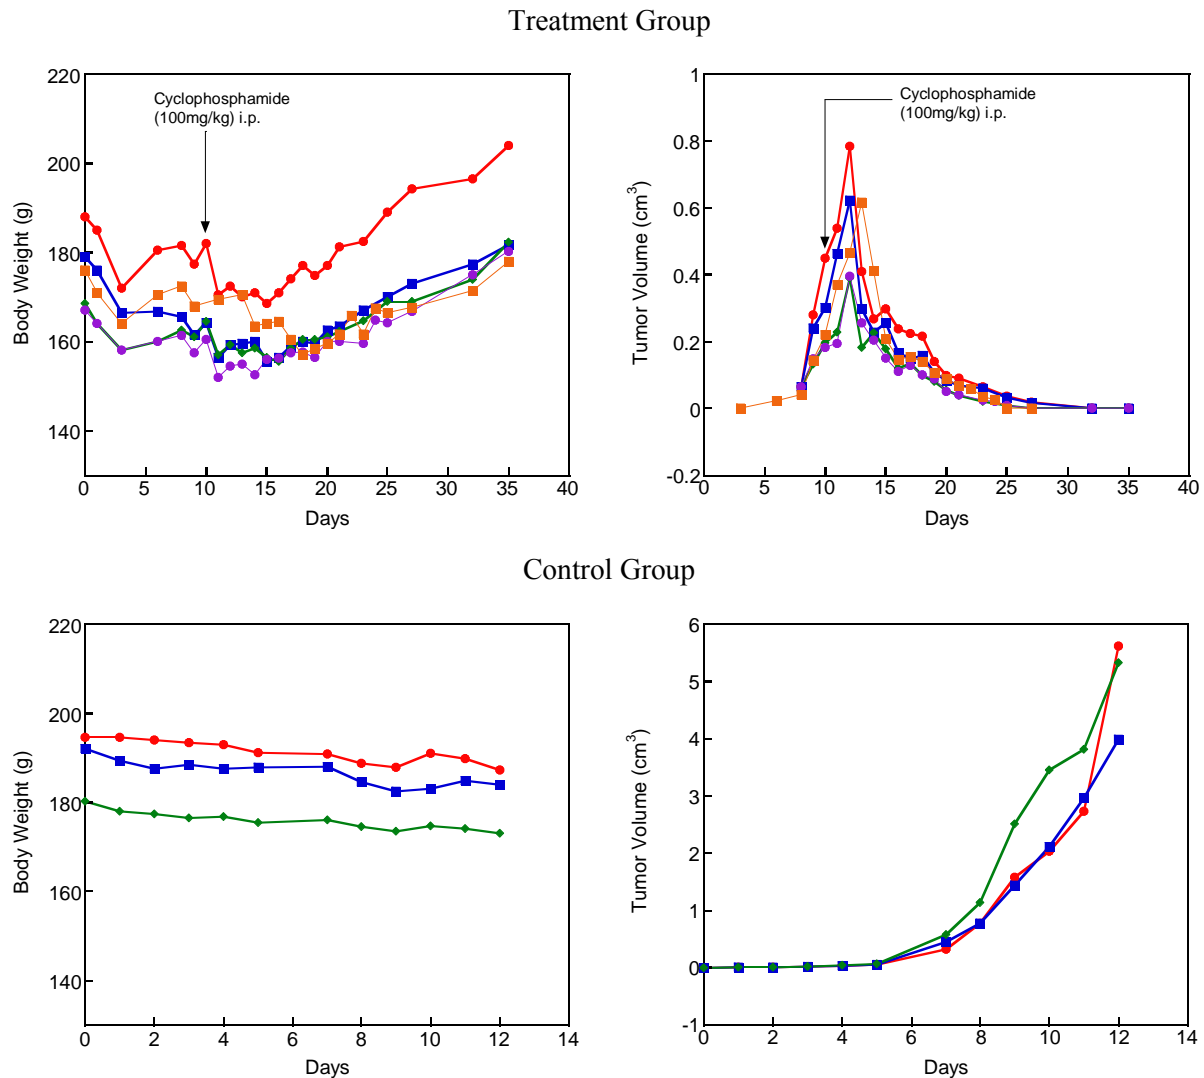 Treatment Group
220
200
180
160
140
Body Weight (g)
Cyclophosphamide
(100mg/kg) i.p.
0 5 10 15 20 25 30 35 40
Days
1
0.8
0.6
0.4
0.2
0
-0.2
Tumor Volume (cm3)
Cyclophosphamide
(100mg/kg) i.p.
0 5 10 15 20 25 30 35 40
Days
Control Group
220
200
180
160
140
Body Weight (g)
0 2 4 6 8 10 12 14
Days
6
5
4
3
2
1
0
-1
Tumor Volume (cm3)
0 2 4 6 8 10 12 14
Days